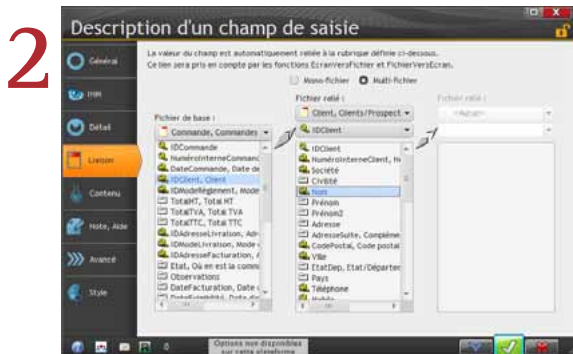 2
Description d'un champ de saisie
La valeur du champ est automatiquement reliée à la rubrique définie ci-dessous.
Ce lien sera pris en compte par les fonctions EcranVersFichier et FichierVersEcran.
Mono-fichier Multi-fichier
Général
IHM
Détail
Liaison
Contenu
Note, Aide
Avancé
Style
Fichier de base :
Commande, Commandes
IDCommande
NuméroInterneCommand
DateCommande, Date de
IDClient, Client
IDModeRèglement, Mode
TotalHT, Total HT
TotalTVA, Total TVA
TotalTTC, Total TTC
IDAdresseLivraison, Adr
IDModeLivraison, Mode
IDAdresseFacturation, A
Etat, Où en est la comm
Observations
DateFacturation, Date
Fichier relié :
Client, Clients/Prospect
IDClient
IDClient
NuméroInterneClient, N
Société
Civilité
Nom
Prénom
Prénom2
Adresse
AdresseSuite, Compléme
CodePostal, Code postal
Ville
EtatDep, Etat/Départer
Pays
Téléphone
Mobile
Fichier relié :
<Aucun>
Options non disponibles
sur cette plateforme